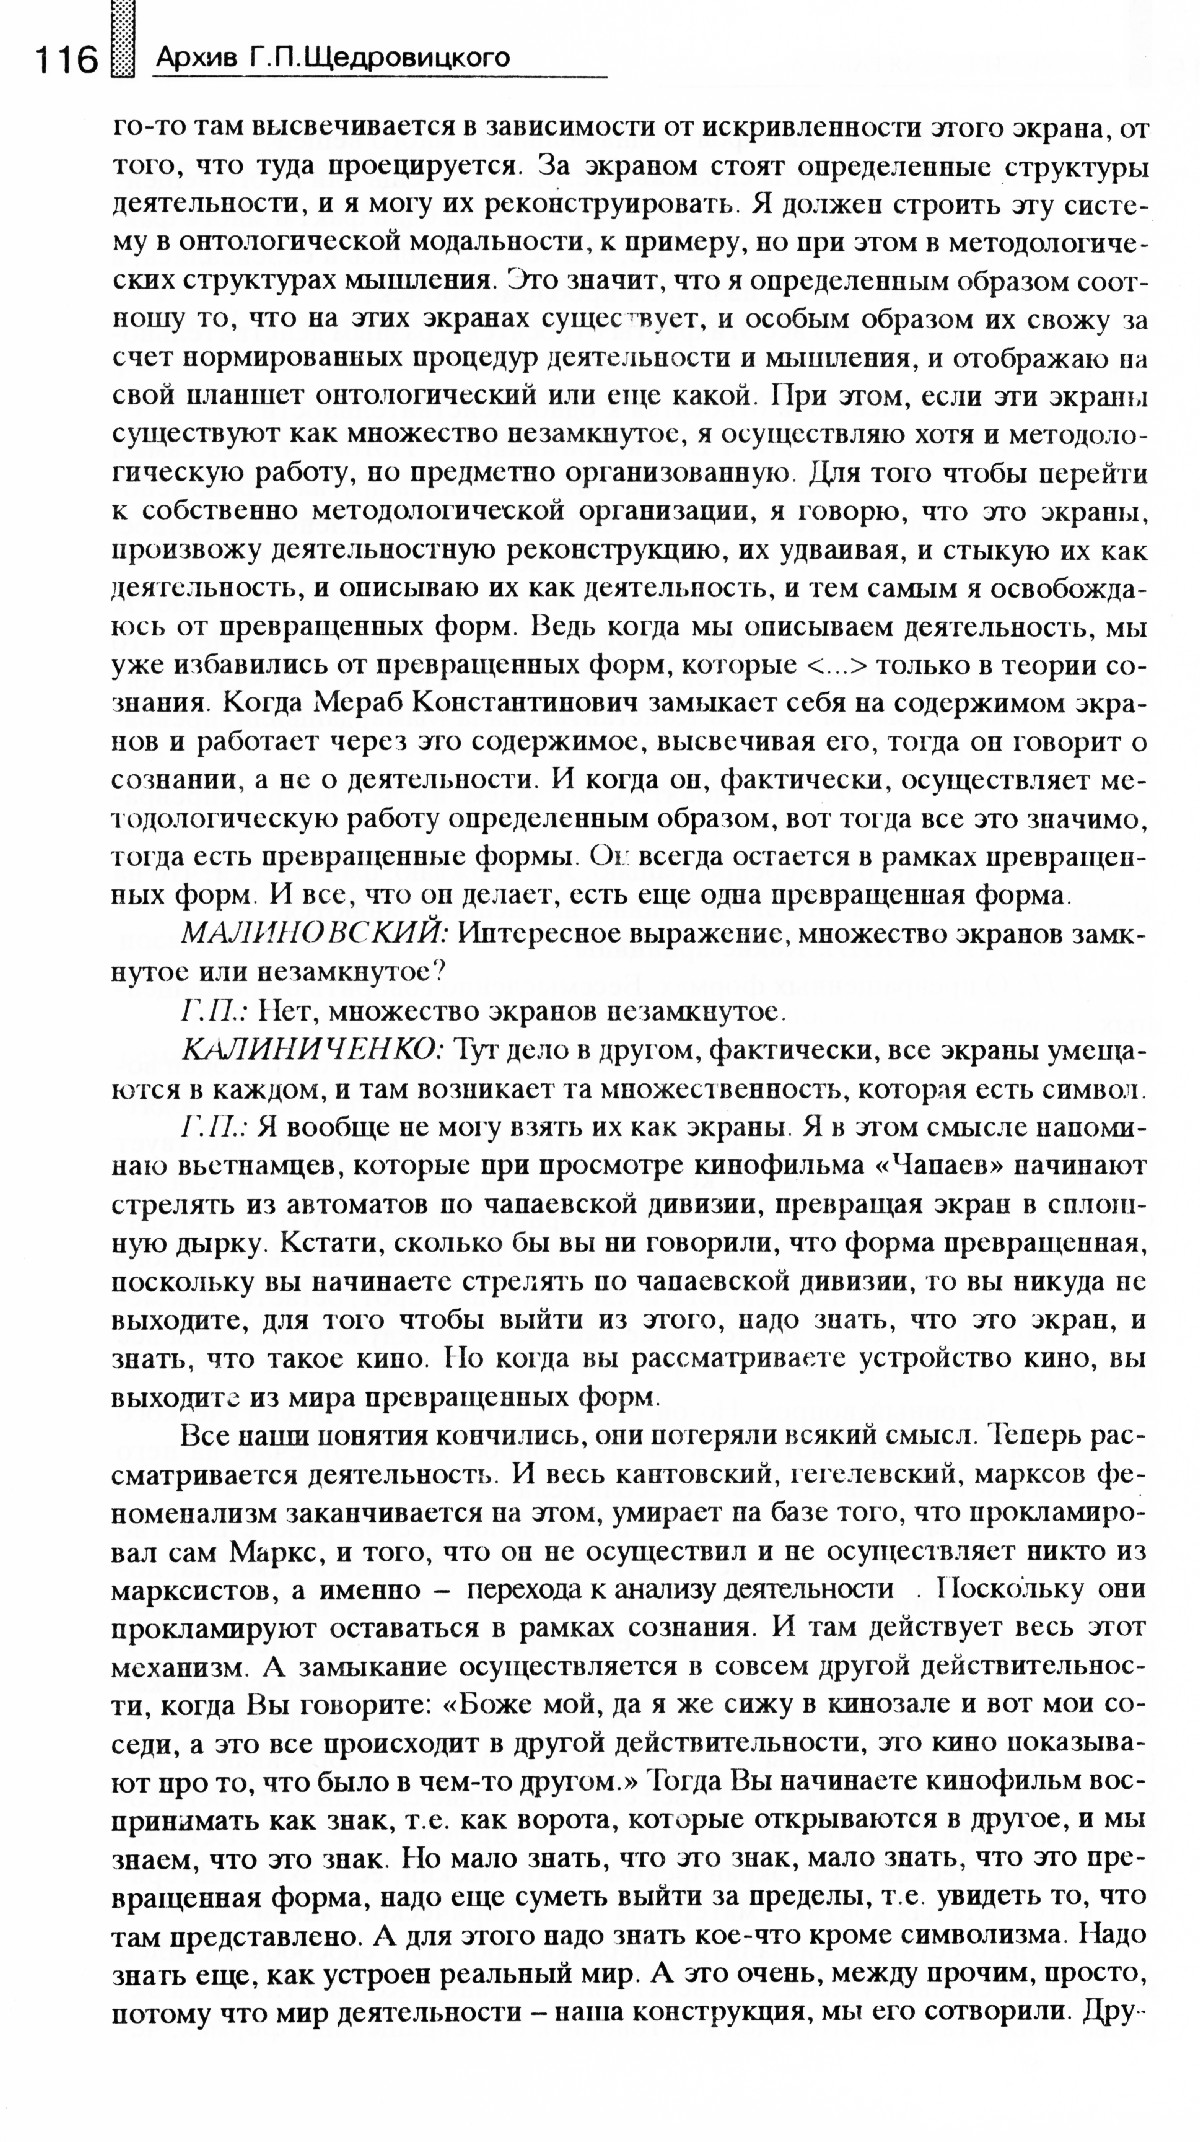 116
Архив Г.П.Щедровицкого
го-то там высвечивается в зависимости от искривленности этого экрана, от
того, что туда проецируется. За экраном стоят определенные структуры
деятельности, и я могу их реконструировать. Я должен строить эту систе-
му в онтологической модальности, к примеру, но при этом в методологиче-
ских структурах мышления. Это значит, что я определенным образом соот-
ношу то, что на этих экранах существует, и особым образом их свожу за
счет нормированных процедур деятельности и мышления, и отображаю на
свой планшет онтологический или еще какой. При этом, если эти экраны
существуют как множество незамкнутое, я осуществляю хотя и методоло-
гическую работу, но предметно организованную. Для того чтобы перейти
к собственно методологической организации, я говорю, что это экраны,
произвожу деятельностную реконструкцию, их удваивая, и стыкую их как
деятельность, и описываю их как деятельность, и тем самым я освобожда-
юсь от превращенных форм. Ведь когда мы описываем деятельность, мы
уже избавились от превращенных форм, которые <...> только в теории со-
знания. Когда Мераб Константинович замыкает себя на содержимом экра-
нов и работает через это содержимое, высвечивая его, тогда он говорит о
сознании, а не о деятельности. И когда он, фактически, осуществляет ме-
тодологическую работу определенным образом, вот тогда все это значимо,
тогда есть превращенные формы. Он всегда остается в рамках превращен-
ных форм. И все, что он делает, есть еще одна превращенная форма.
МАЛИНОВСКИЙ: Интересное выражение, множество экранов замк-
нутое или незамкнутое?
Г.П.: Нет, множество экранов незамкнутое.
КАЛИНИЧЕНКО: Тут дело в другом, фактически, все экраны умеща-
ются в каждом, и там возникает та множественность, которая есть символ.
Г.П.: Я вообще не могу взять их как экраны. Я в этом смысле напоми-
наю вьетнамцев, которые при просмотре кинофильма «Чапаев» начинают
стрелять из автоматов по чапаевской дивизии, превращая экран в сплош-
ную дырку. Кстати, сколько бы вы ни говорили, что форма превращенная,
поскольку вы начинаете стрелять по чапаевской дивизии, то вы никуда не
выходите, для того чтобы выйти из этого, надо знать, что это экран, и
знать, что такое кино. Но когда вы рассматриваете устройство кино, вы
выходите из мира превращенных форм.
Все наши понятия кончились, они потеряли всякий смысл. Теперь рас-
сматривается деятельность. И весь кантовский, гегелевский, марксов фе-
номенализм заканчивается на этом, умирает на базе того, что прокламиро-
вал сам Маркс, и того, что он не осуществил и не осуществляет никто из
марксистов, а именно – перехода к анализу деятельности . Поскольку они
прокламируют оставаться в рамках сознания. И там действует весь этот
механизм. А замыкание осуществляется в совсем другой действительнос-
ти, когда Вы говорите: «Боже мой, да я же сижу в кинозале и вот мои со-
седи, а это все происходит в другой действительности, это кино показыва-
ют про то, что было в чем-то другом.» Тогда Вы начинаете кинофильм вос-
принимать как знак, т.е. как ворота, которые открываются в другое, и мы
знаем, что это знак. Но мало знать, что это знак, мало знать, что это пре-
вращенная форма, надо еще суметь выйти за пределы, т.е. увидеть то, что
там представлено. А для этого надо знать кое-что кроме символизма. Надо
знать еще, как устроен реальный мир. А это очень, между прочим, просто,
потому что мир деятельности – наша конструкция, мы его сотворили. Дру-